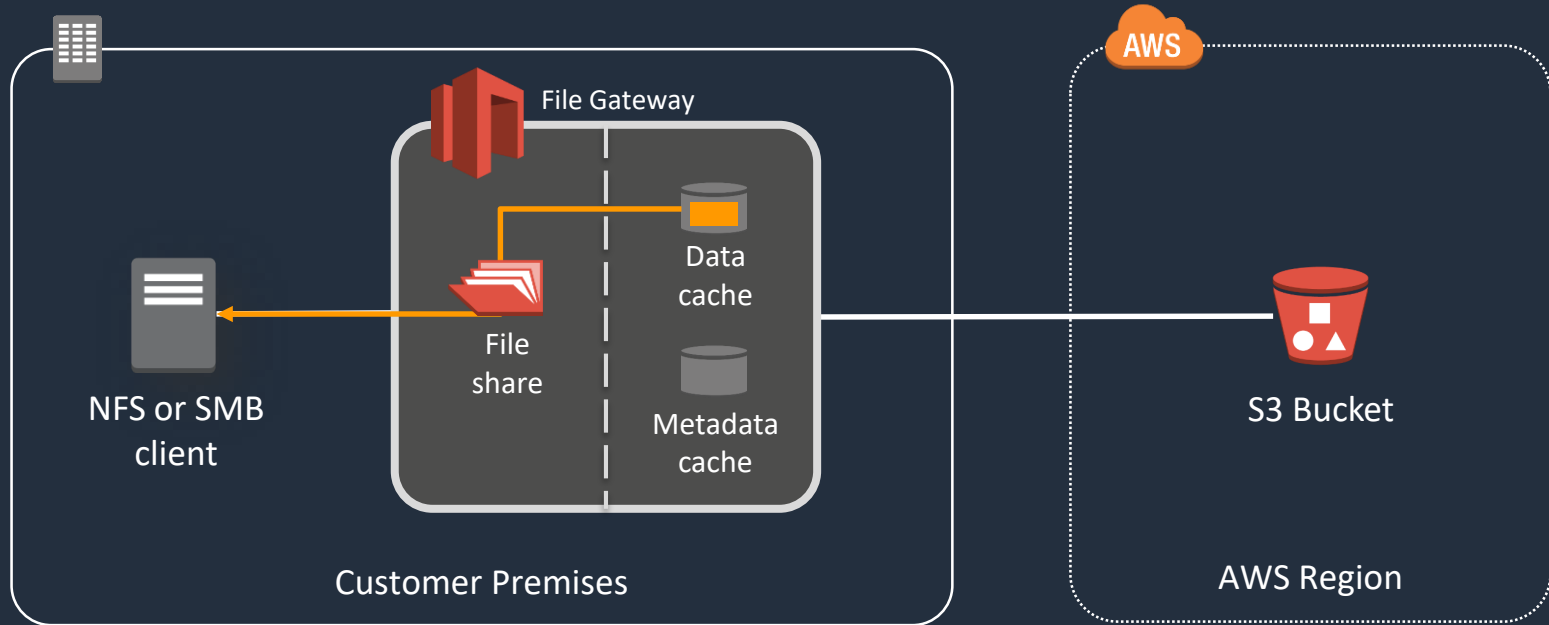 AWS
File Gateway
Data
cache
File
share
NFS or SMB
client
Metadata
cache
S3 Bucket
Customer Premises
AWS Region